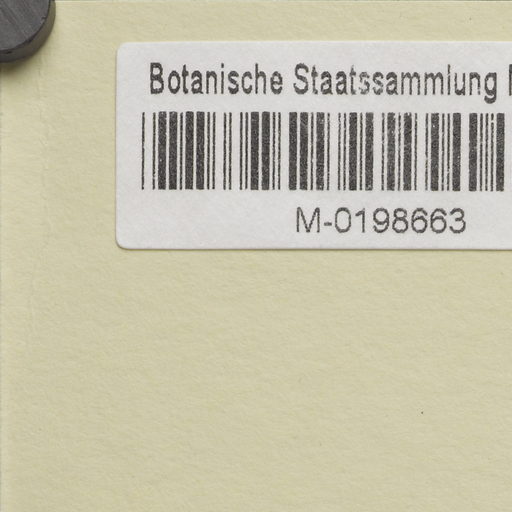 Botanische Staatssammlung
M-0198663